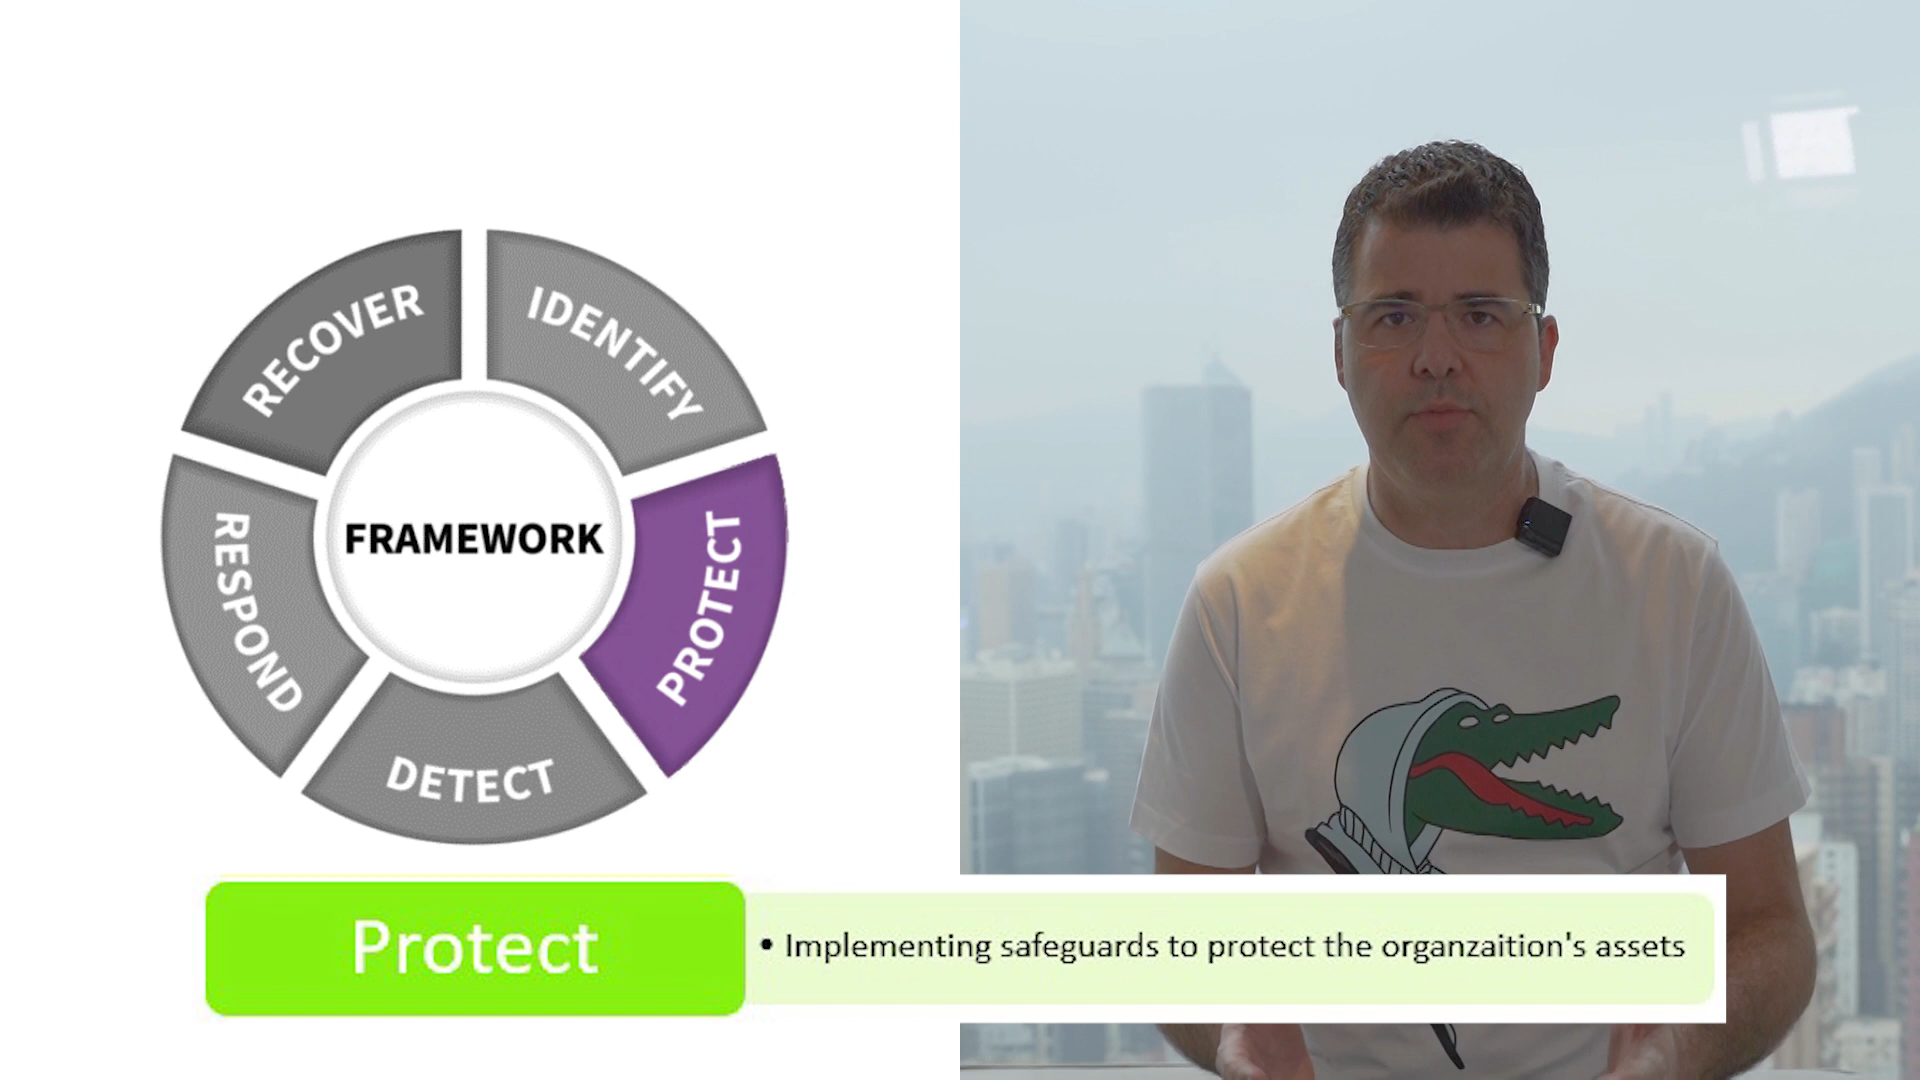 RECOVER
IDENTIFY
FRAMEWORK
RESPOND
PROTECT
DETECT
Protect
• Implementing safeguards to protect the organzaition's assets